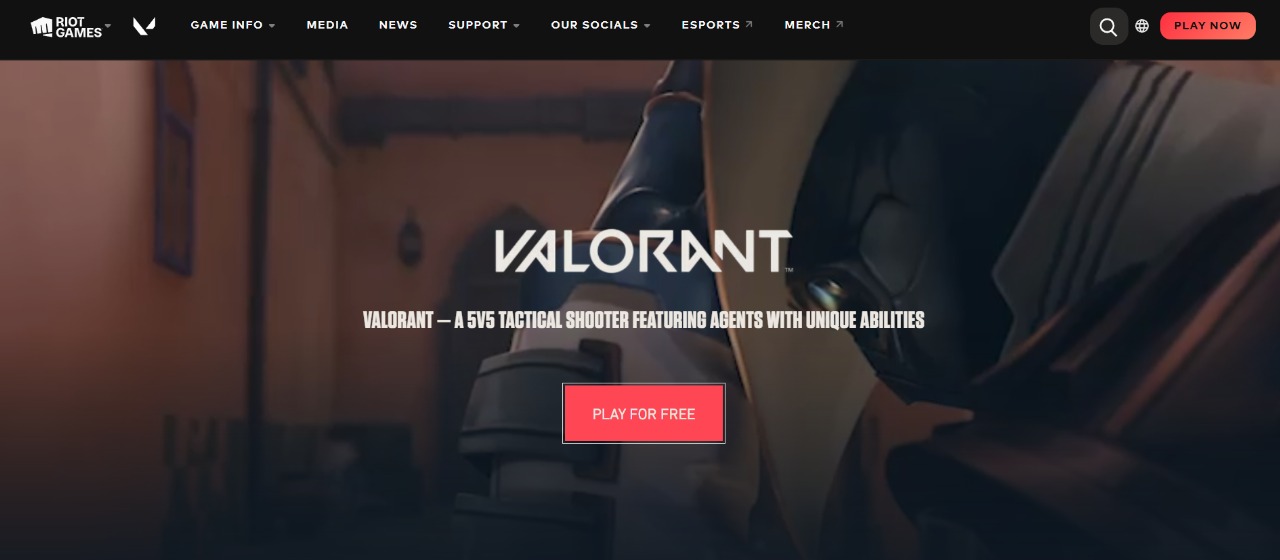 RIOT GAMES
GAME INFO MEDIA NEWS SUPPORT OUR SOCIALS ESPORTS MERCH PLAY NOW
VALORANT™
VALORANT — A 5V5 TACTICAL SHOOTER FEATURING AGENTS WITH UNIQUE ABILITIES
PLAY FOR FREE